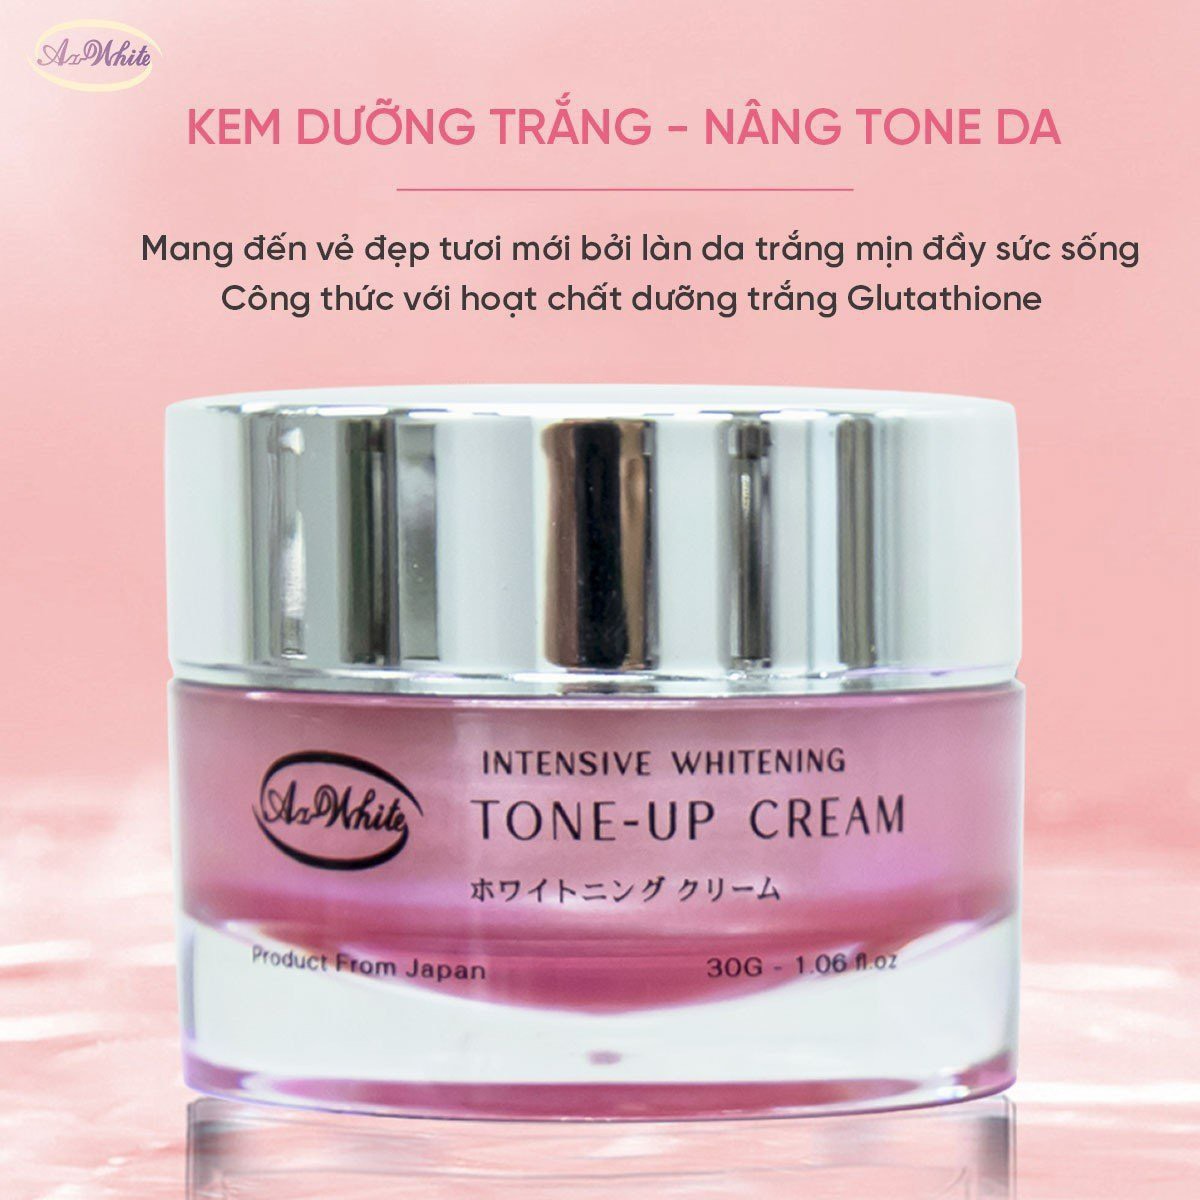 AzWhite
KEM DƯỠNG TRẮNG - NÂNG TONE DA
Mang đến vẻ đẹp tươi mới bởi làn da trắng mịn đầy sức sống
Công thức với hoạt chất dưỡng trắng Glutathione
AzWhite
INTENSIVE WHITENING
TONE-UP CREAM
ホワイトニング クリーム
Product From Japan
30G - 1.06 fl.oz